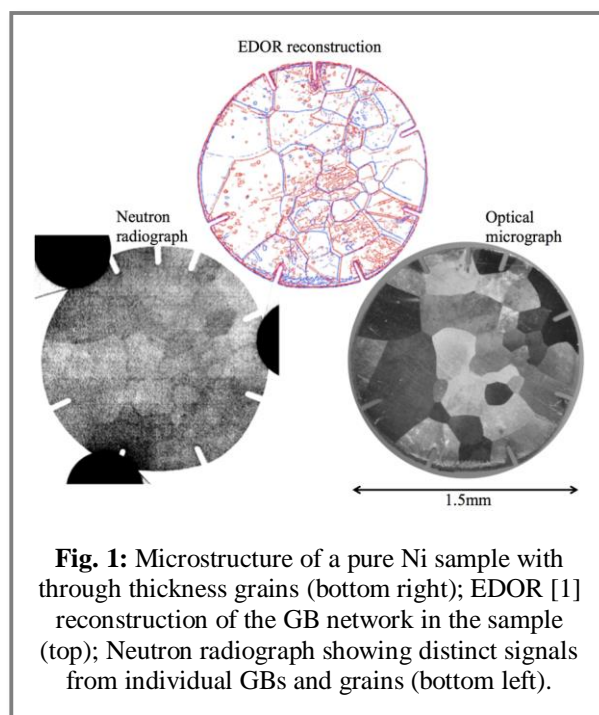 EDOR reconstruction
Neutron
radiograph
Optical
micrograph
1.5mm
Fig. 1: Microstructure of a pure Ni sample with
through thickness grains (bottom right); EDOR [1]
reconstruction of the GB network in the sample
(top); Neutron radiograph showing distinct signals
from individual GBs and grains (bottom left).